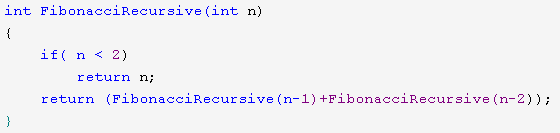 int FibonacciRecursive(int n)
{
    if( n < 2)
        return n;
    return (FibonacciRecursive(n-1)+FibonacciRecursive(n-2));
}